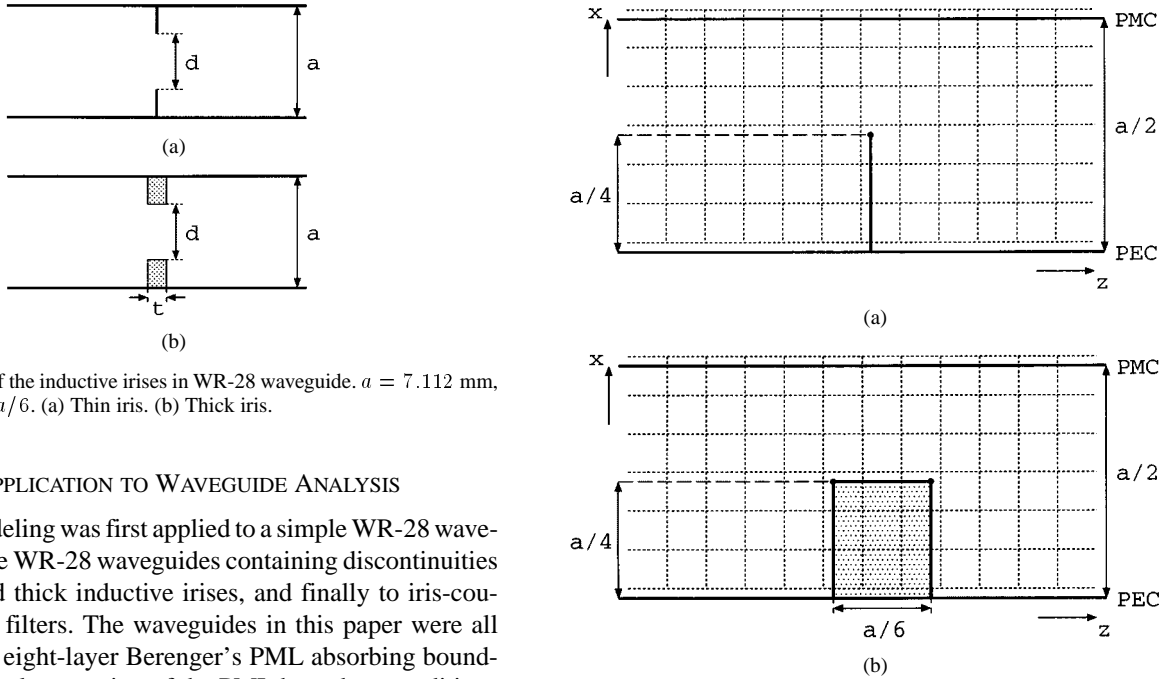 d
a
(a)
d
a
t
(b)
of the inductive irises in WR-28 waveguide. a = 7.112 mm,
a/6. (a) Thin iris. (b) Thick iris.
APPLICATION TO WAVEGUIDE ANALYSIS
deling was first applied to a simple WR-28 wave-
e WR-28 waveguides containing discontinuities
d thick inductive irises, and finally to iris-cou-
filters. The waveguides in this paper were all
eight-layer Berenger's PML absorbing bound-
x
PMC
a/2
a/4
PEC
z
(a)
x
PMC
a/2
a/4
PEC
a/6
z
(b)